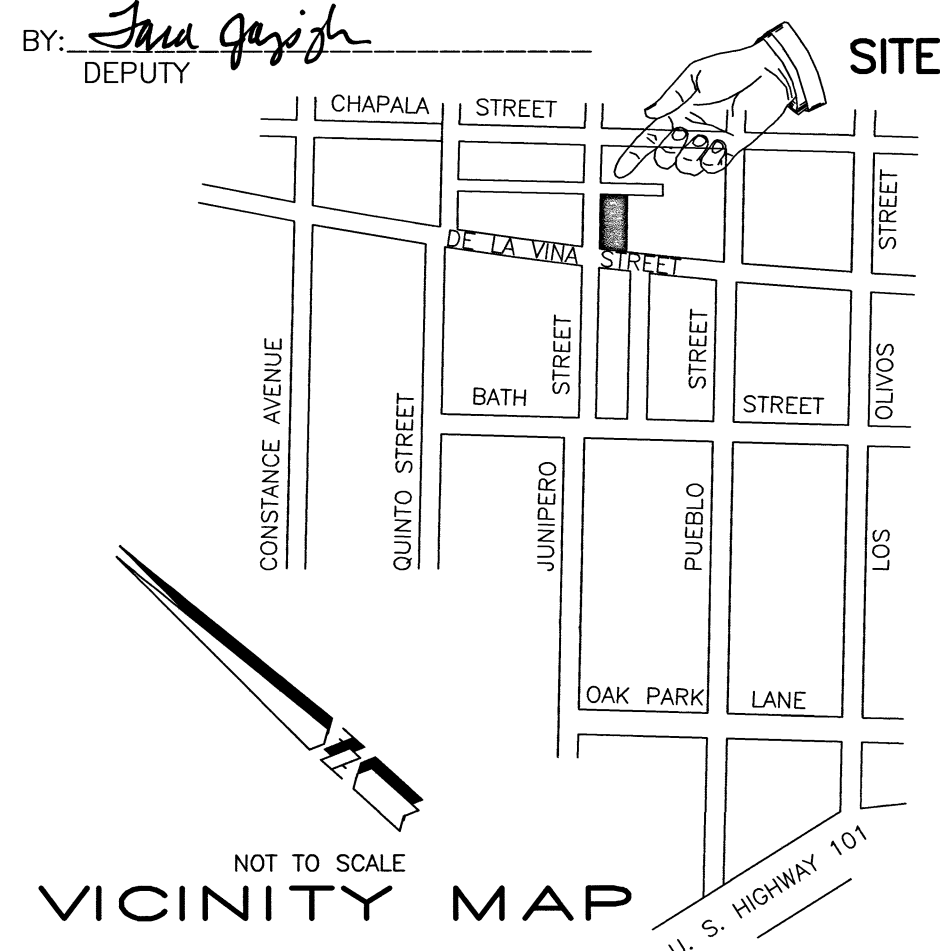 BY:
DEPUTY
SITE
CHAPALA STREET
DE LA VINA STREET
BATH STREET
OAK PARK LANE
CONSTANCE AVENUE
QUINTO STREET
JUNIPERO STREET
PUEBLO STREET
LOS OLIVOS STREET
U. S. HIGHWAY 101
N
NOT TO SCALE
VICINITY MAP